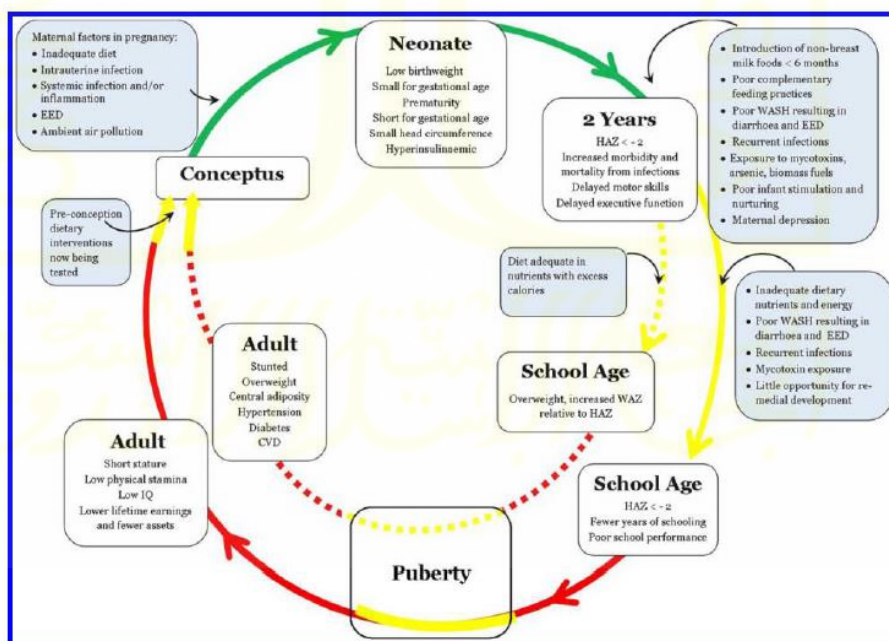 Maternal factors in pregnancy:
• Inadequate diet
• Intrauterine infection
• Systemic infection and/or
inflammation
• EED
• Ambient air pollution
Neonate
Low birthweight
Small for gestational age
Prematurity
Short for gestational age
Small head circumference
Hyperinsulinaemic
• Introduction of non-breast
milk foods < 6 months
• Poor complementary
feeding practices
• Poor WASH resulting in
diarrhoea and EED
• Recurrent infections
• Exposure to mycotoxins,
arsenic, biomass fuels
• Poor infant stimulation and
nurturing
• Maternal depression
2 Years
HAZ < - 2
Increased morbidity and
mortality from infections
Delayed motor skills
Delayed executive function
Conceptus
Pre-conception
dietary
interventions
now being
tested
Diet adequate in
nutrients with excess
calories
• Inadequate dietary
nutrients and energy
• Poor WASH resulting in
diarrhoea and EED
• Recurrent infections
• Mycotoxin exposure
• Little opportunity for re-
medial development
Adult
Stunted
Overweight
Central adiposity
Hypertension
Diabetes
CVD
School Age
Overweight, increased WAZ
relative to HAZ
Adult
Short stature
Low physical stamina
Low IQ
Lower lifetime earnings
and fewer assets
School Age
HAZ < - 2
Fewer years of schooling
Poor school performance
Puberty